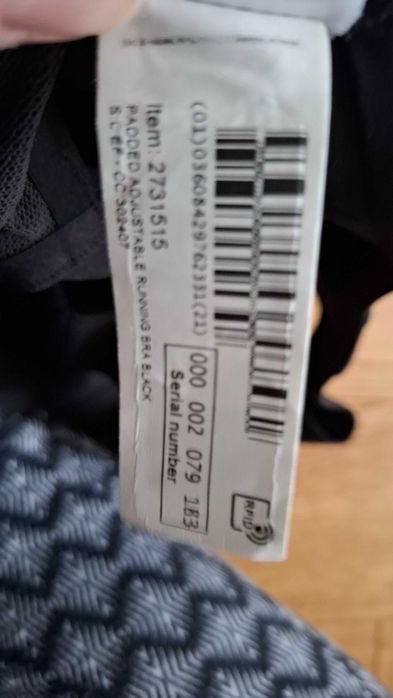 (01)03608429762331(21)
000 002 079 183
Serial number
RFID
Item: 2731515
PADDED ADJUSTABLE RUNNING BRA BLACK